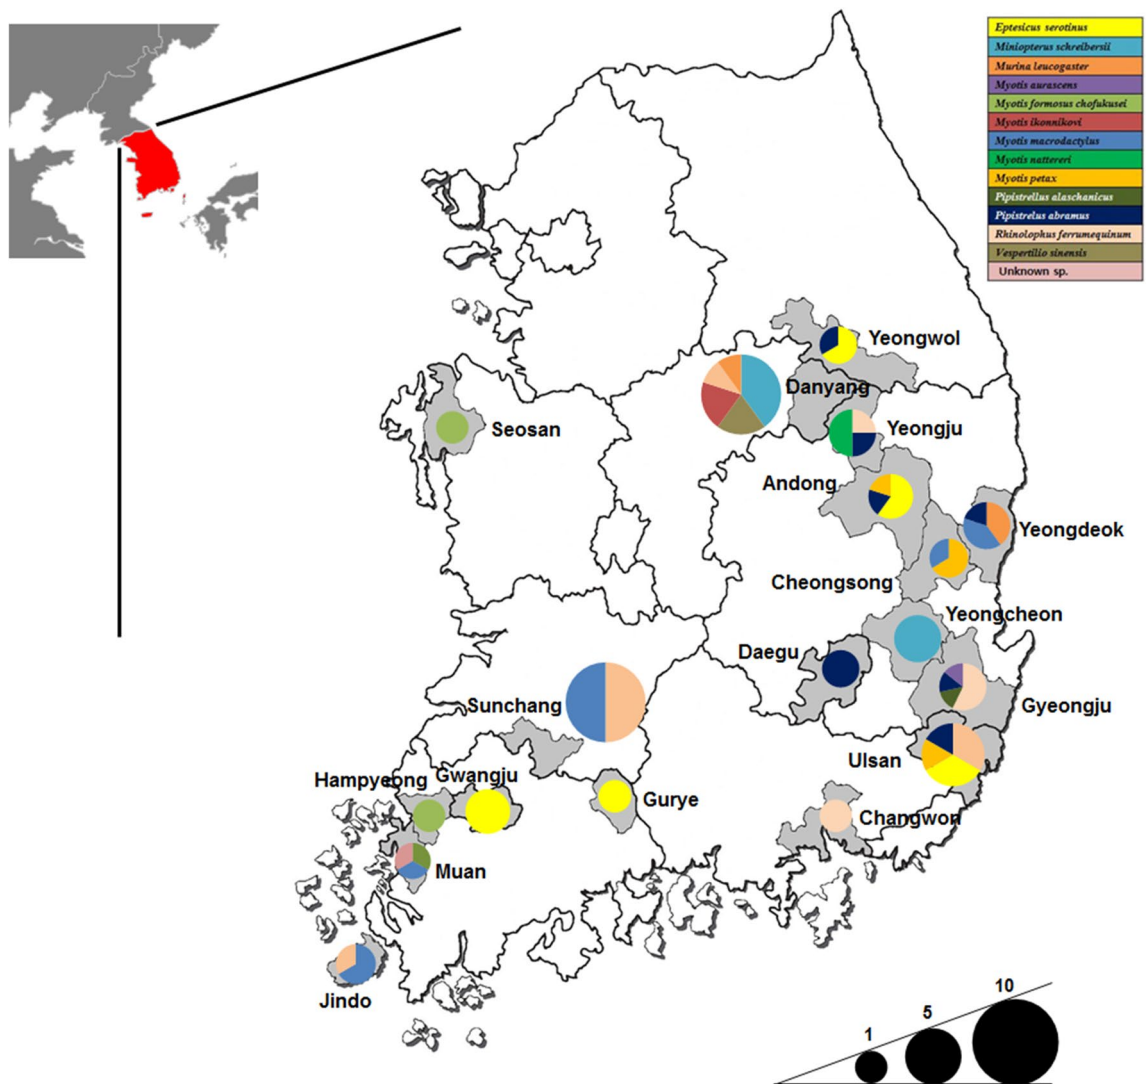 Eptesicus serotinus
Miniopterus schreibersii
Murina leucogaster
Myotis aurascens
Myotis formosus chofukusei
Myotis ikonnikovi
Myotis macrodactylus
Myotis nattereri
Myotis petax
Pipistrellus alaschanicus
Pipistrelus abramus
Rhinolophus ferrumequinum
Vespertilio sinensis
Unknown sp.
Yeongwol
Danyang
Yeongju
Seosan
Andong
Yeongdeok
Cheongsong
Yeongcheon
Daegu
Sunchang
Gyeongju
Ulsan
Hampyeong
Gwangju
Gurye
Changwon
Muan
Jindo
10
5
1